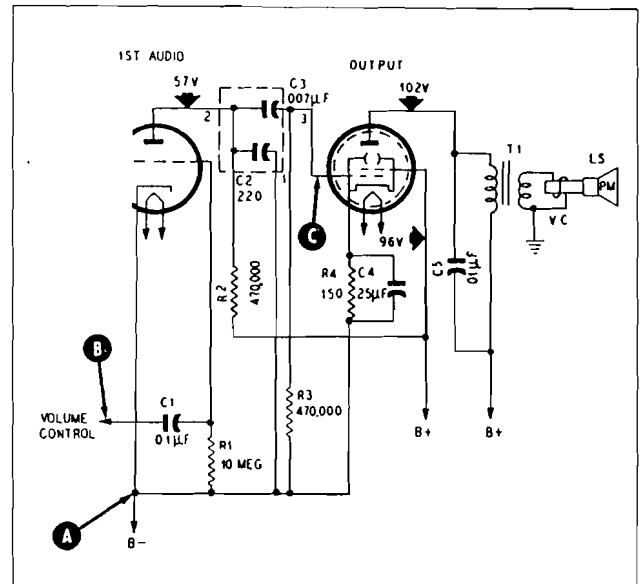 1ST AUDIO
OUTPUT
57V
C3
.007µF
102V
2
3
T1
LS
PM
C2
220
1
VC
C
96V
R2
470,000
R4
150
C4
25µF
C5
.01µF
B
C1
VOLUME
CONTROL
.01µF
R3
470,000
B+
B+
R1
10 MEG
A
B-